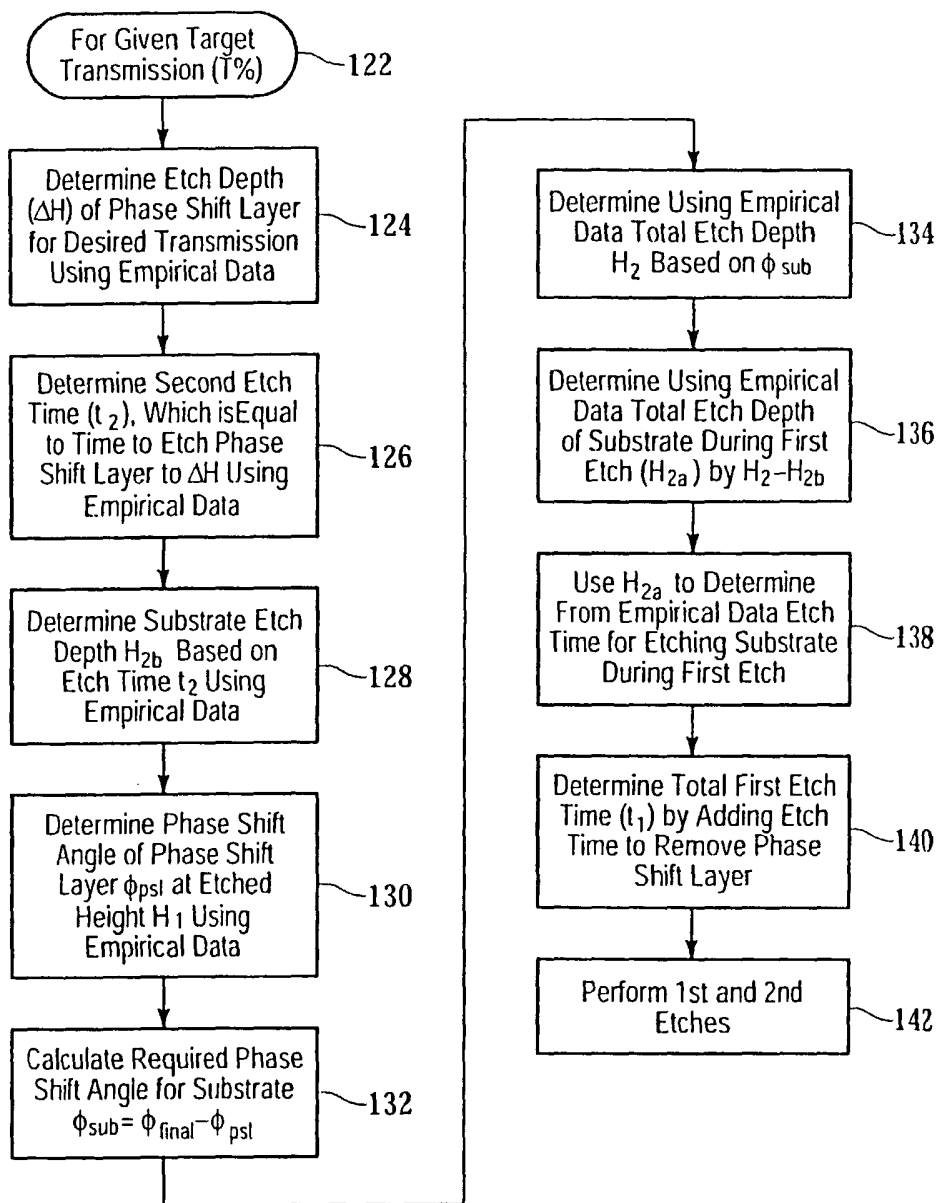 For Given Target
Transmission (T%)
122
Determine Etch Depth
(ΔH) of Phase Shift Layer
for Desired Transmission
Using Empirical Data
124
Determine Second Etch
Time (t2), Which isEqual
to Time to Etch Phase
Shift Layer to ΔH Using
Empirical Data
126
Determine Substrate Etch
Depth H2b Based on
Etch Time t2 Using
Empirical Data
128
Determine Phase Shift
Angle of Phase Shift
Layer ϕpsl at Etched
Height H1 Using
Empirical Data
130
Calculate Required Phase
Shift Angle for Substrate
ϕsub= ϕfinal-ϕpsl
132
Determine Using Empirical
Data Total Etch Depth
H2 Based on ϕsub
134
Determine Using Empirical
Data Total Etch Depth
of Substrate During First
Etch (H2a) by H2-H2b
136
Use H2a to Determine
From Empirical Data Etch
Time for Etching Substrate
During First Etch
138
Determine Total First Etch
Time (t1) by Adding Etch
Time to Remove Phase
Shift Layer
140
Perform 1st and 2nd
Etches
142